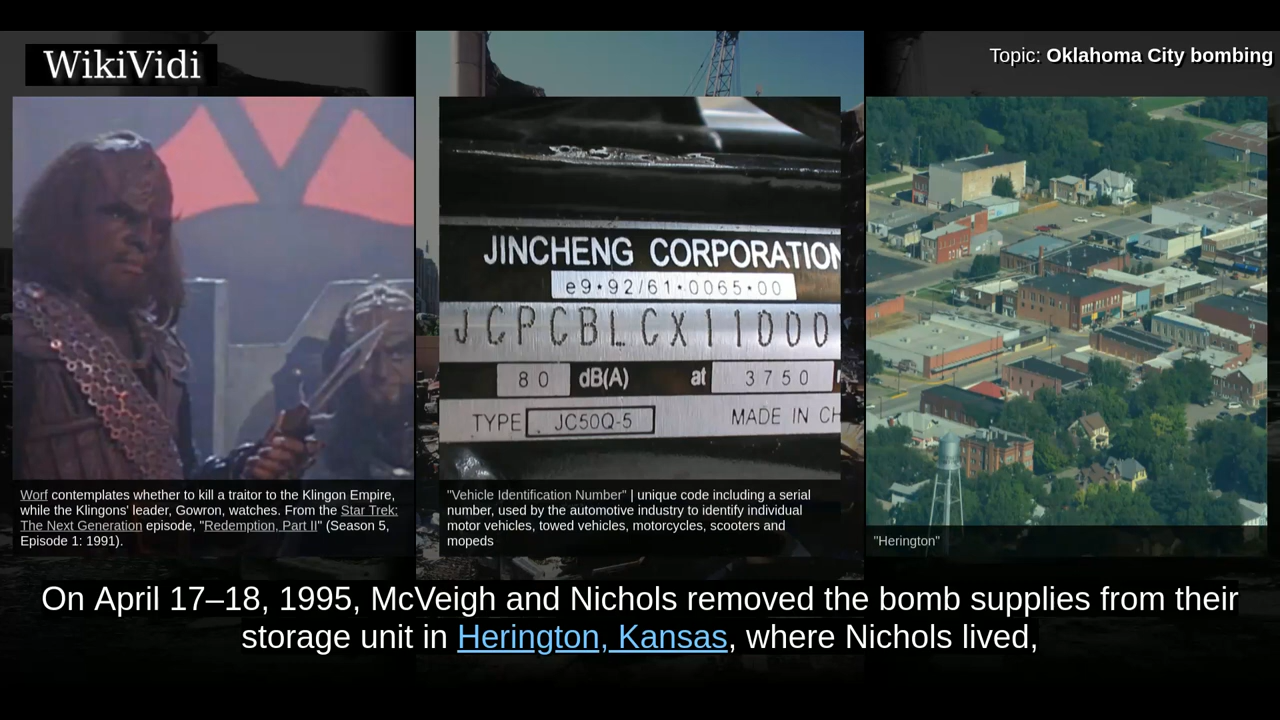 WikiVidi
Topic: Oklahoma City bombing
JINCHENG CORPORATION
e9•92/61•0065•00
JCPCBLCX11000
80 dB(A) at 3750
TYPE JC50Q-5 MADE IN CH
Worf contemplates whether to kill a traitor to the Klingon Empire,
while the Klingons' leader, Gowron, watches. From the Star Trek:
The Next Generation episode, "Redemption, Part II" (Season 5,
Episode 1: 1991).
"Vehicle Identification Number" | unique code including a serial
number, used by the automotive industry to identify individual
motor vehicles, towed vehicles, motorcycles, scooters and
mopeds
"Herington"
On April 17–18, 1995, McVeigh and Nichols removed the bomb supplies from their
storage unit in Herington, Kansas, where Nichols lived,